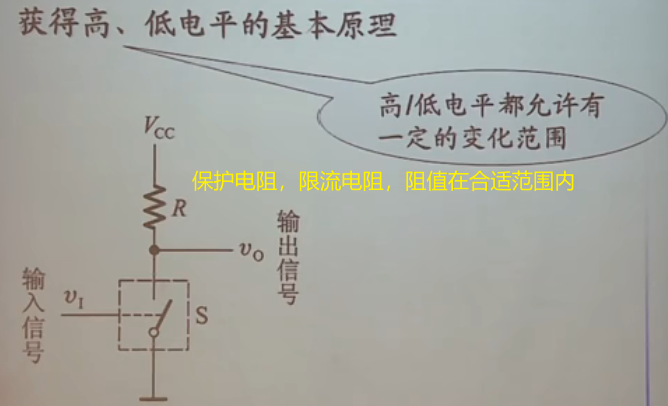 获得高、低电平的基本原理
高/低电平都允许有
一定的变化范围
V_CC
保护电阻，限流电阻，阻值在合适范围内
R
v_O
输出信号
输入信号
v_I
S